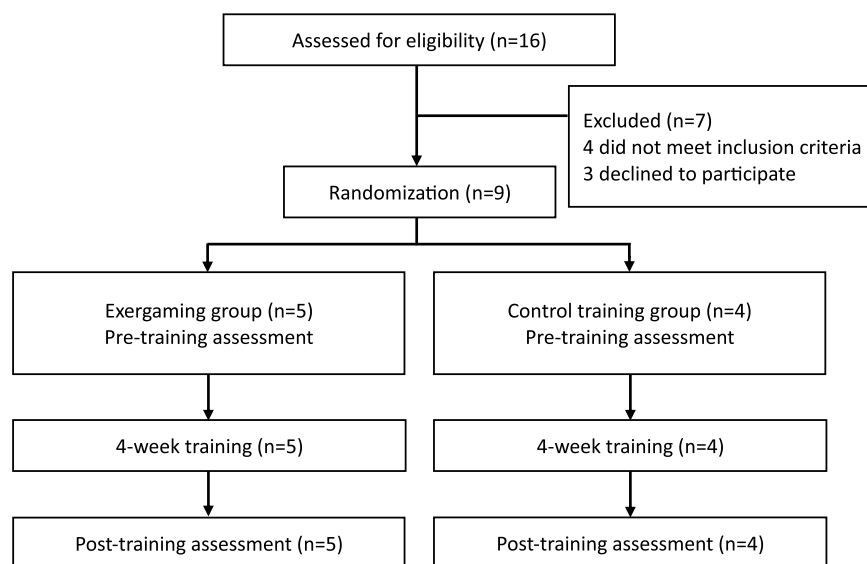 Assessed for eligibility (n=16)
Excluded (n=7)
4 did not meet inclusion criteria
3 declined to participate
Randomization (n=9)
Exergaming group (n=5)
Pre-training assessment
Control training group (n=4)
Pre-training assessment
4-week training (n=5)
4-week training (n=4)
Post-training assessment (n=5)
Post-training assessment (n=4)